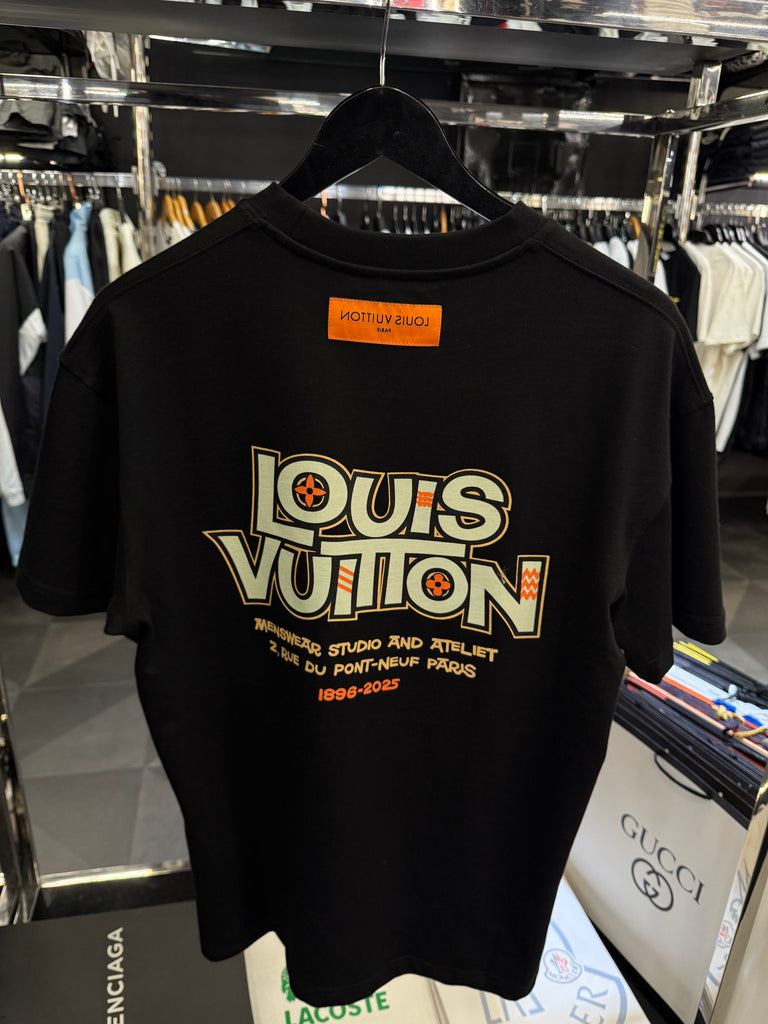 LOUIS VUITTON
PARIS
LOUIS
VUITTON
MENSWEAR STUDIO AND ATELIET
2, RUE DU PONT-NEUF PARIS
1896-2025
GUCCI
ENCIAGA
LACOSTE
MONCLER